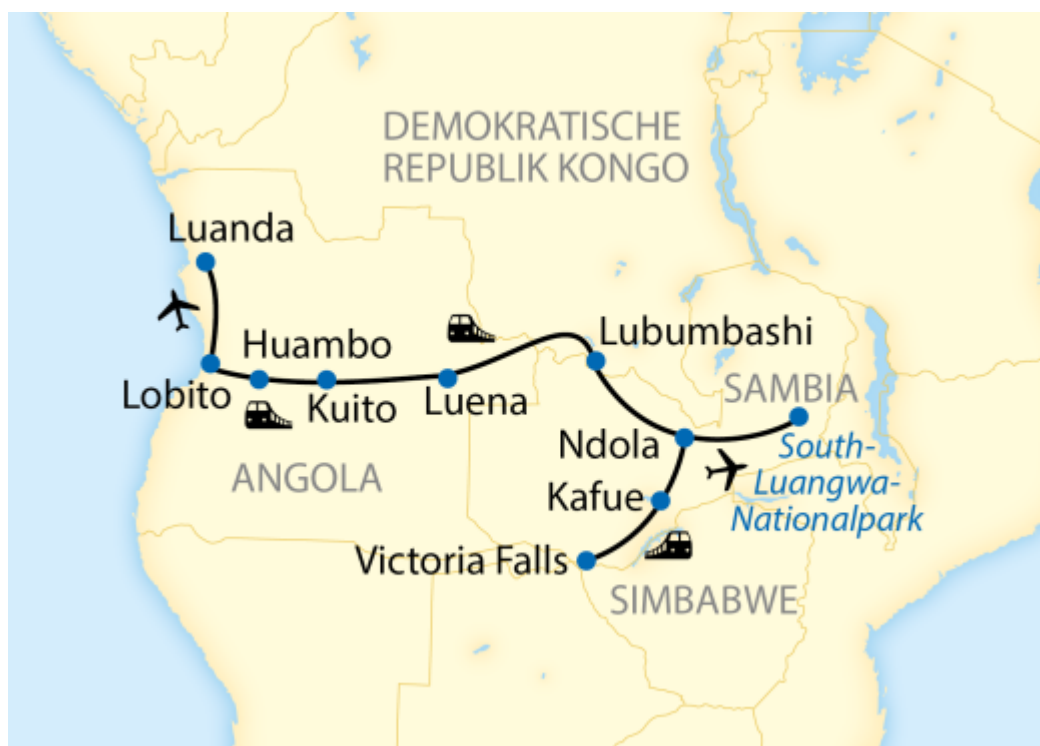 DEMOKRATISCHE
REPUBLIK KONGO
Luanda
Huambo
Lubumbashi
Lobito
Kuito
Luena
SAMBIA
Ndola
South-
Luangwa-
Nationalpark
ANGOLA
Kafue
Victoria Falls
SIMBABWE